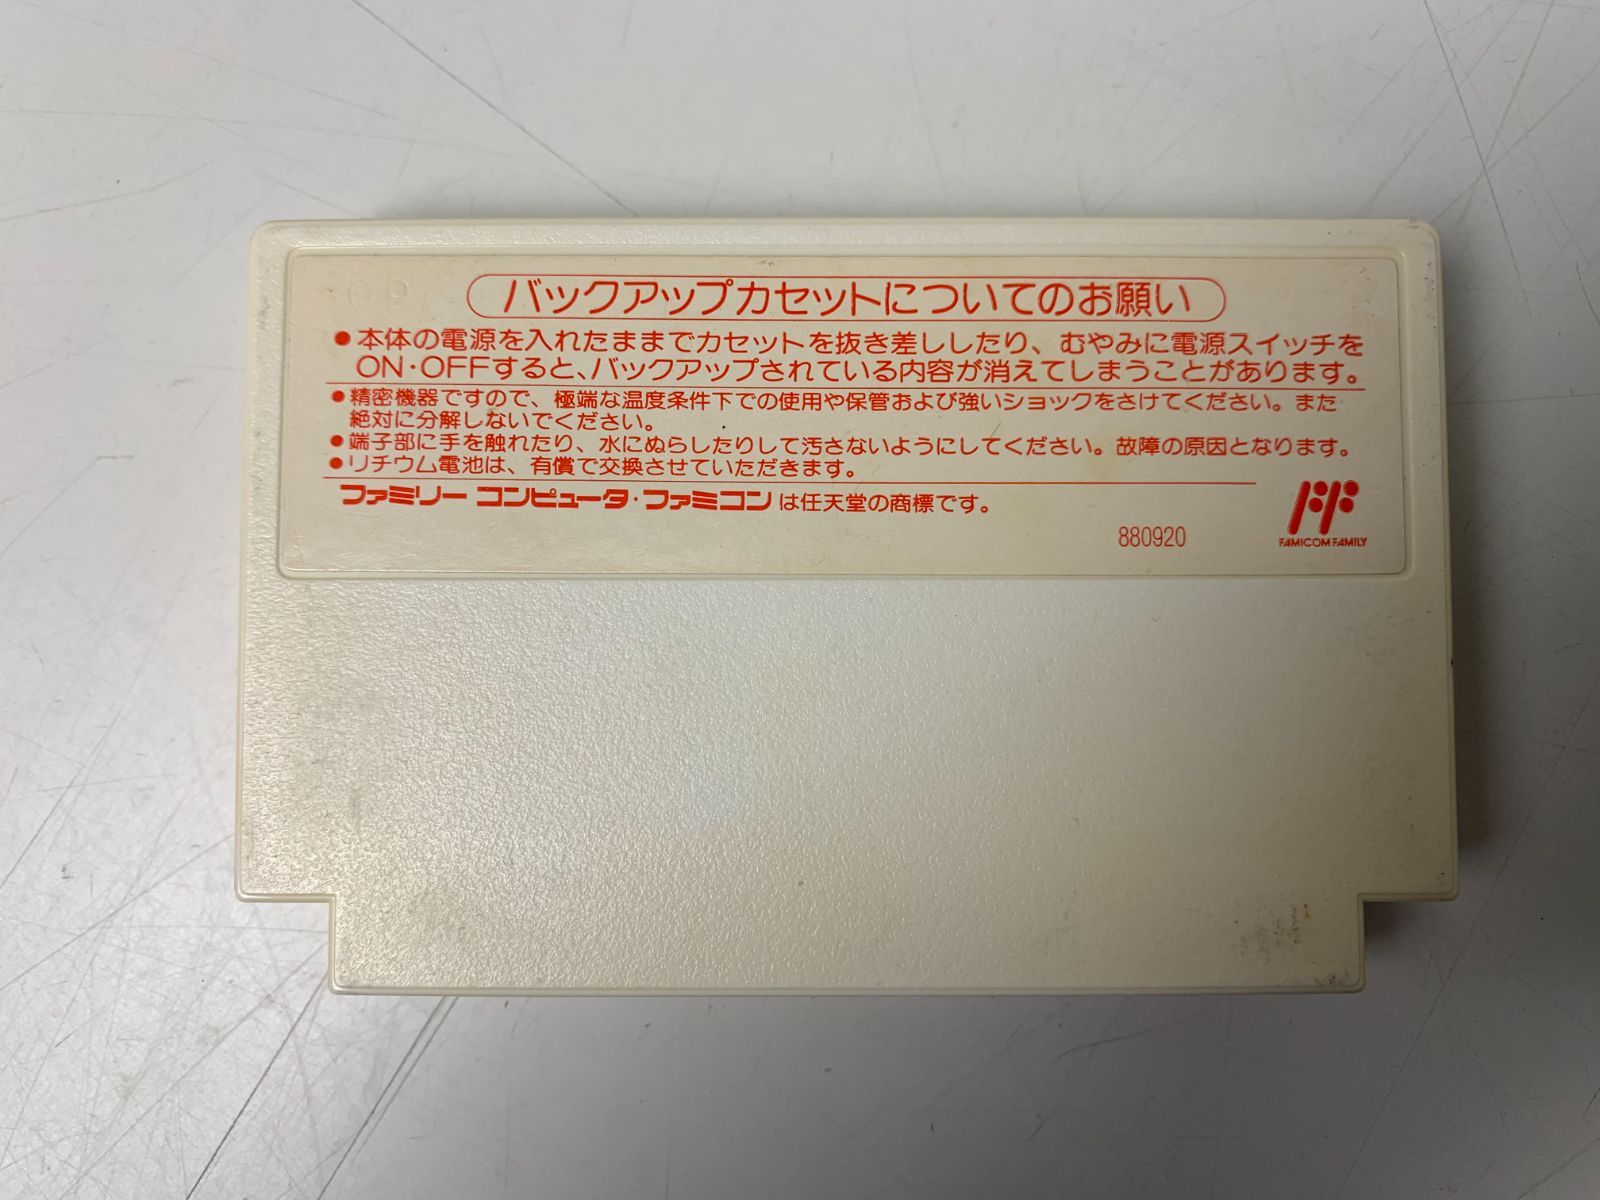 バックアップカセットについてのお願い
●本体の電源を入れたままでカセットを抜き差ししたり、むやみに電源スイッチを
ON・OFFすると、バックアップされている内容が消えてしまうことがあります。
●精密機器ですので、極端な温度条件下での使用や保管および強いショックをさけてください。また
絶対に分解しないでください。
●端子部に手を触れたり、水にぬらしたりして汚さないようにしてください。故障の原因となります。
●リチウム電池は、有償で交換させていただきます。
ファミリー コンピュータ・ファミコンは任天堂の商標です。
880920
FAMICOM FAMILY